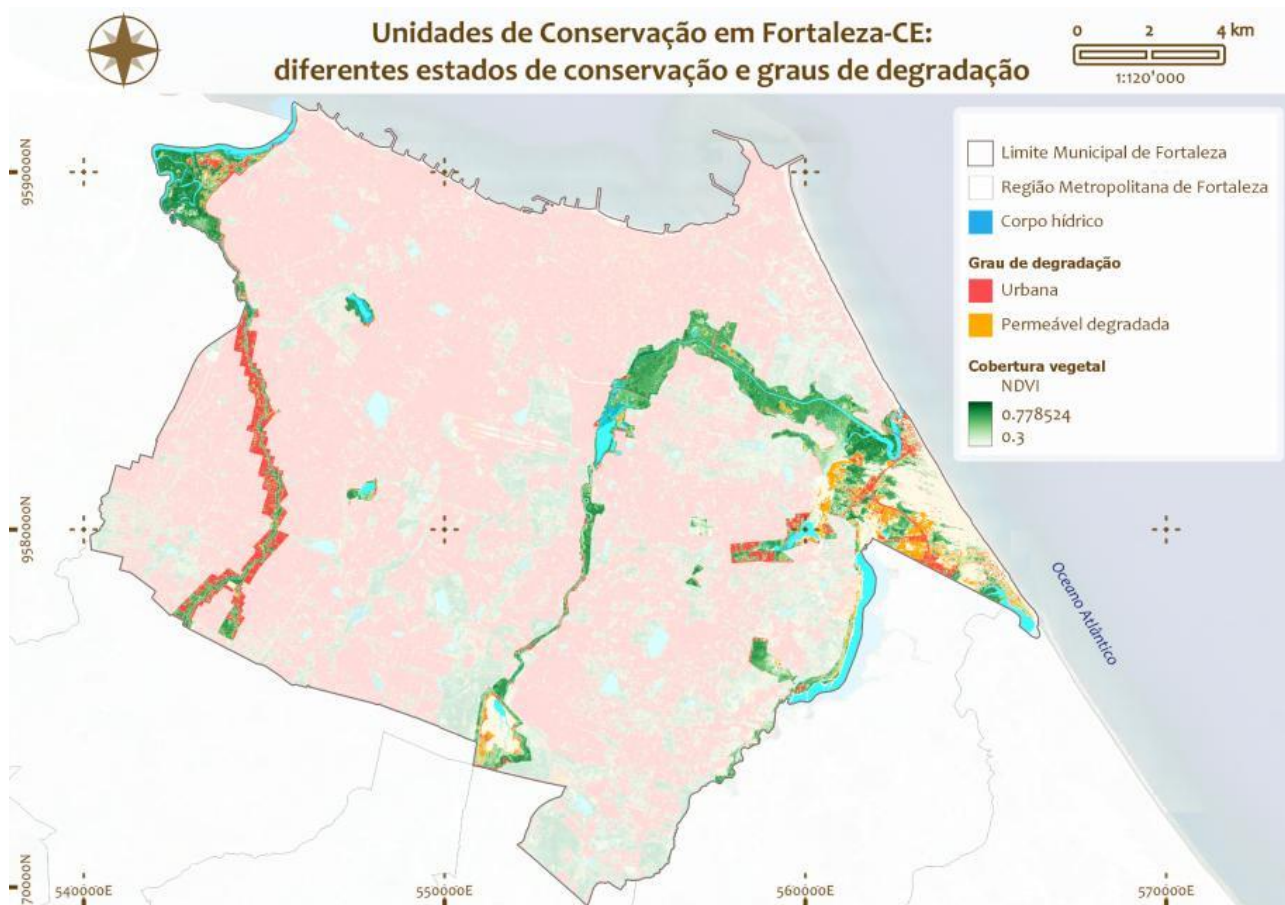 Unidades de Conservação em Fortaleza-CE:
diferentes estados de conservação e graus de degradação
0 2 4 km
1:120'000
Limite Municipal de Fortaleza
Região Metropolitana de Fortaleza
Corpo hídrico
Grau de degradação
Urbana
Permeável degradada
Cobertura vegetal
NDVI
0.778524
0.3
9590000N
9580000N
Oceano Atlântico
70000N
540000E
550000E
560000E
570000E